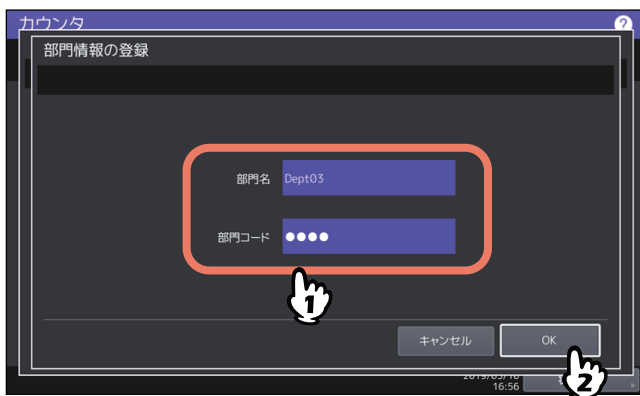 カウンタ
?
部門情報の登録
部門名 Dept03
部門コード ●●●●
1
キャンセル OK
2
16:56